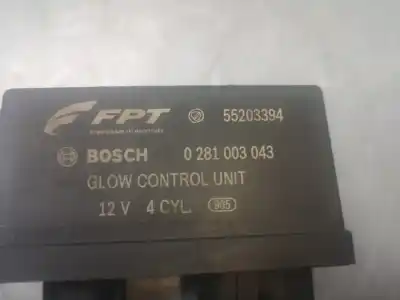 FPT 55203394
BOSCH 0 281 003 043
GLOW CONTROL UNIT
12 V 4 CYL. 905